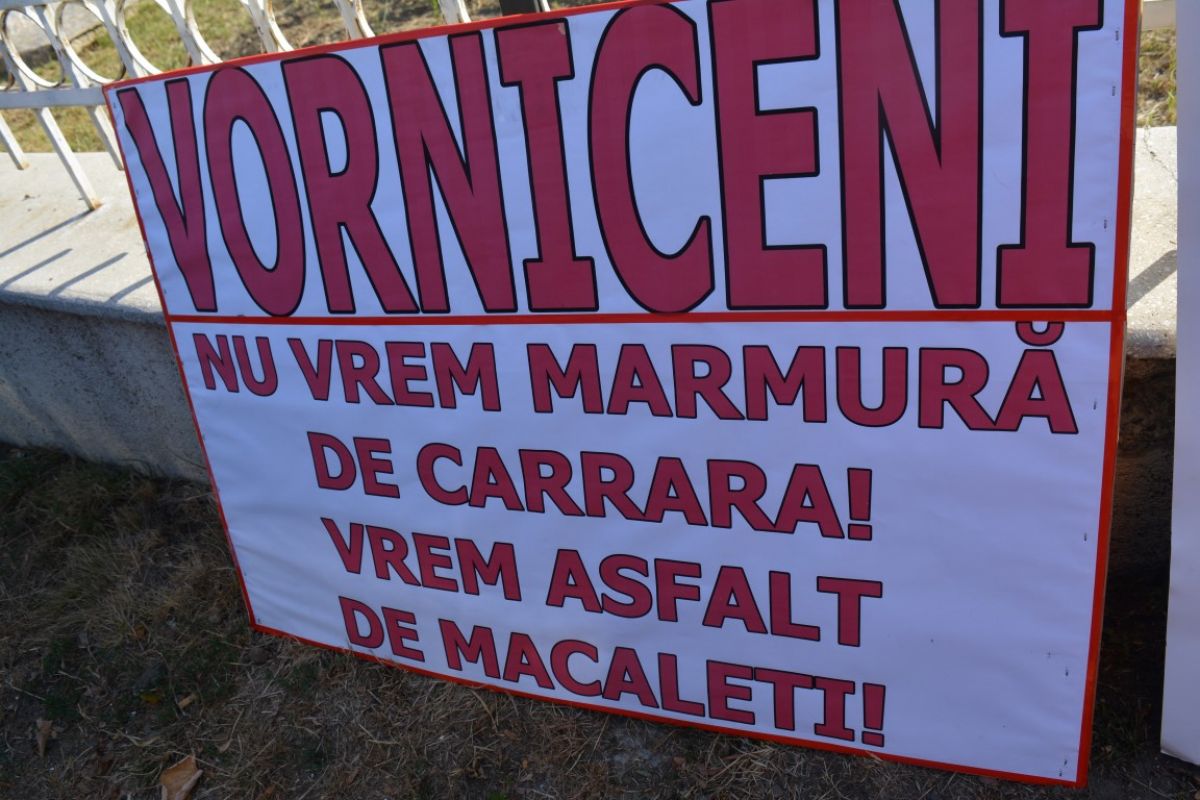 VORNICENI
NU VREM MARMURĂ
DE CARRARA!
VREM ASFALT
DE MACALETI!